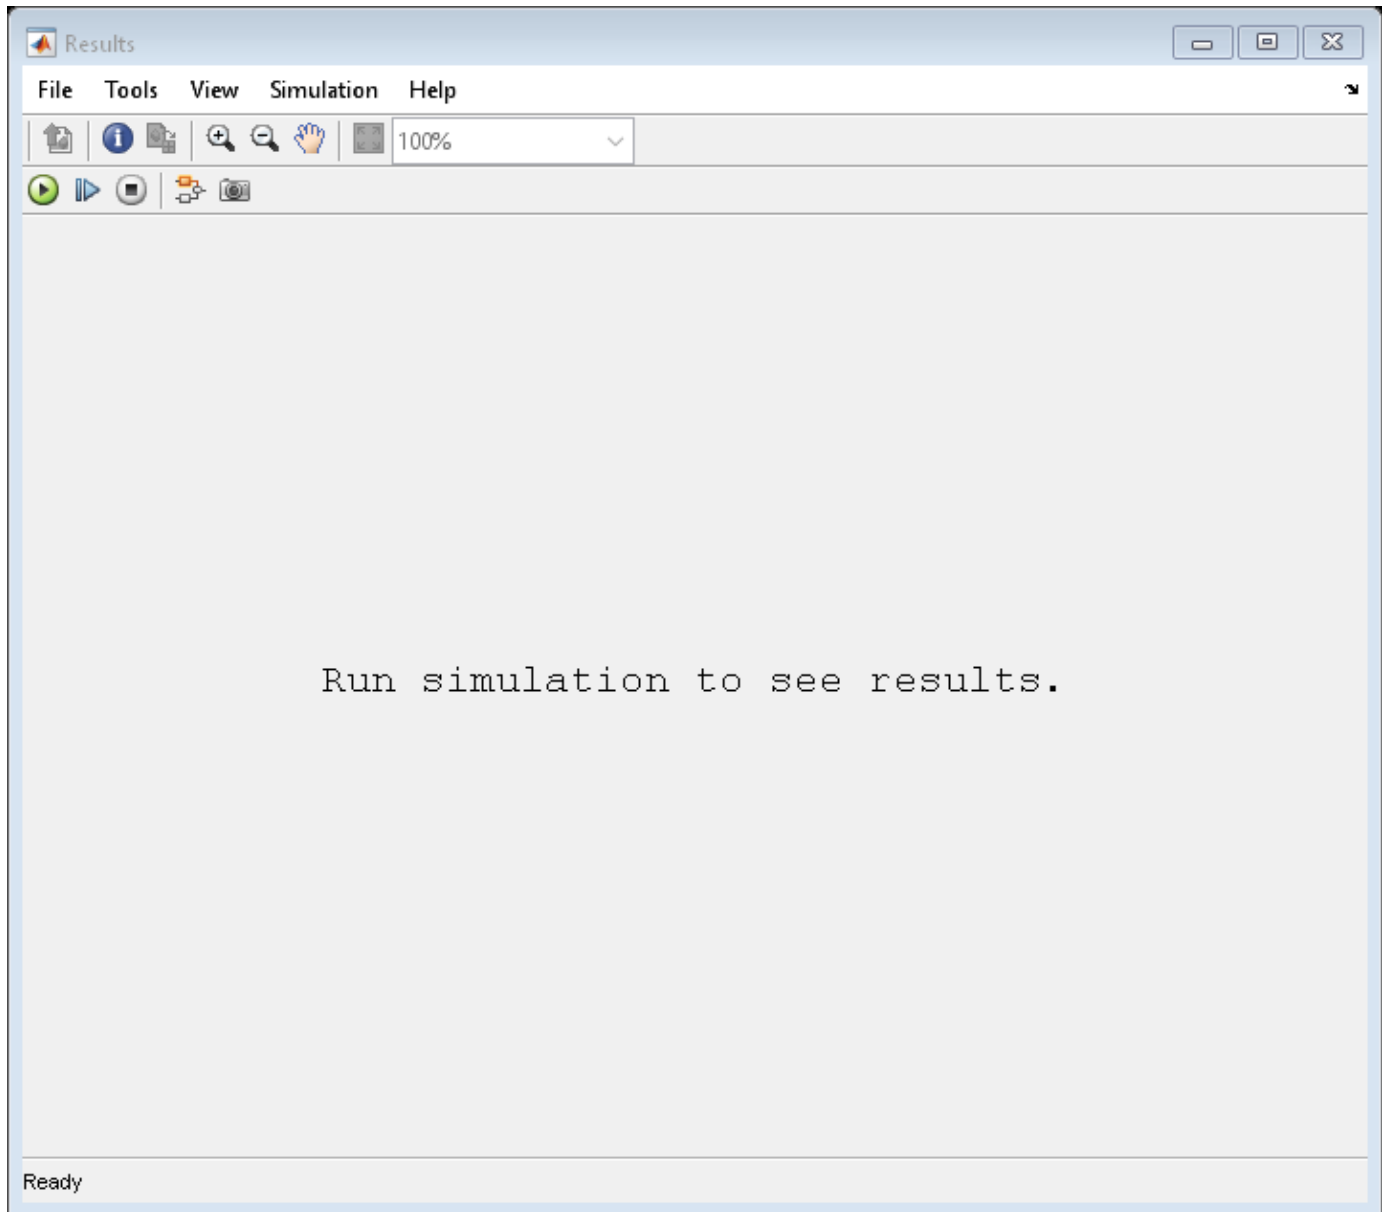 Results
File Tools View Simulation Help
100%
Run simulation to see results.
Ready